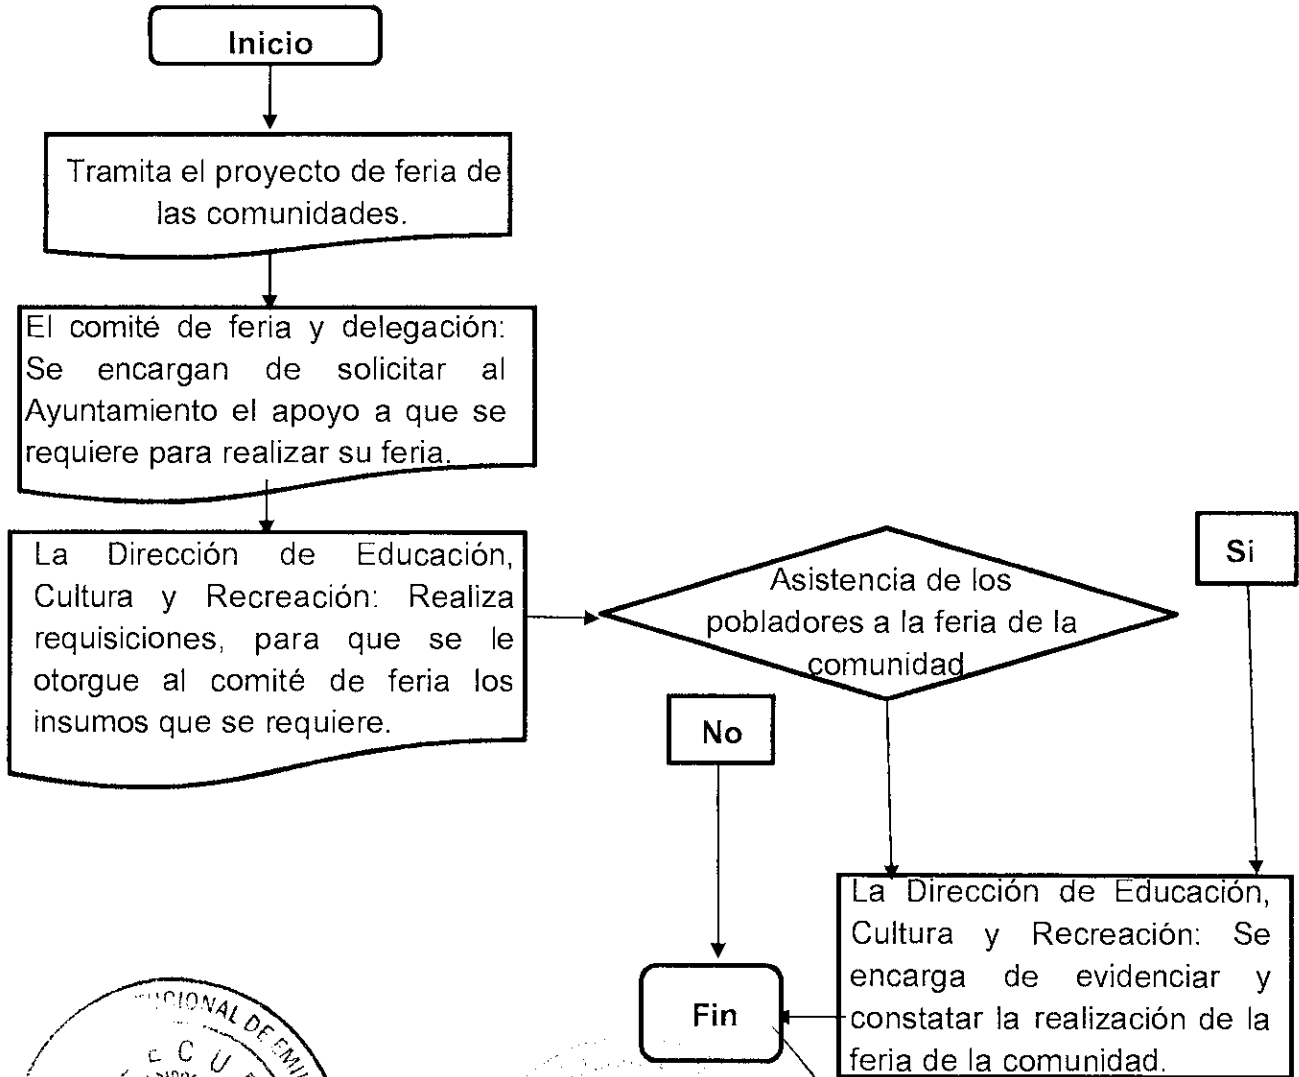 Inicio
Tramita el proyecto de feria de
las comunidades.
El comité de feria y delegación:
Se encargan de solicitar al
Ayuntamiento el apoyo a que se
requiere para realizar su feria.
La Dirección de Educación,
Cultura y Recreación: Realiza
requisiciones, para que se le
otorgue al comité de feria los
insumos que se requiere.
Asistencia de los
pobladores a la feria de la
comunidad
Si
No
La Dirección de Educación,
Cultura y Recreación: Se
encarga de evidenciar y
constatar la realización de la
feria de la comunidad.
Fin